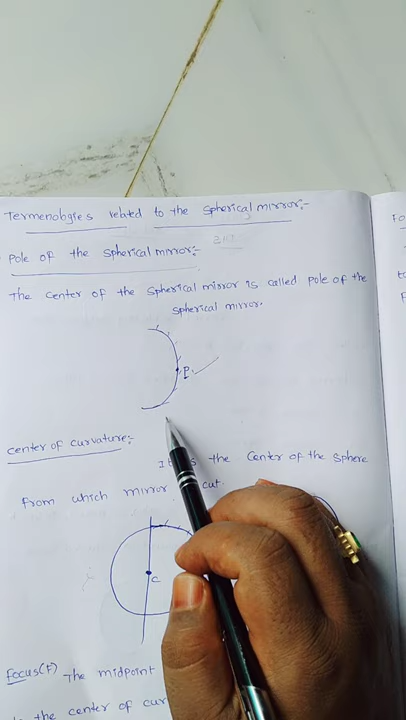 Termenologies related to the spherical mirror:-
Pole of the spherical mirror:-
The center of the spherical mirror is called pole of the
spherical mirror.
P.
center of curvature:-
the center of the sphere
from which mirror cut.
C
Focus(F) The midpoint
the center of cur